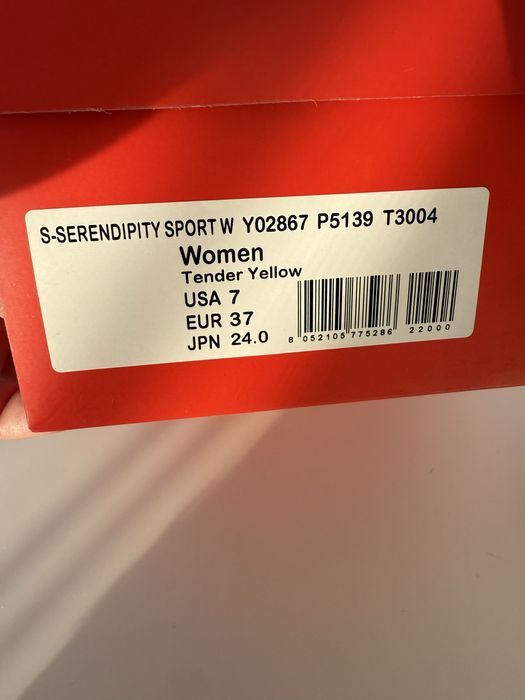 S-SERENDIPITY SPORT W Y02867 P5139 T3004
Women
Tender Yellow
USA 7
EUR 37
JPN 24.0
8 052105 775286 22000